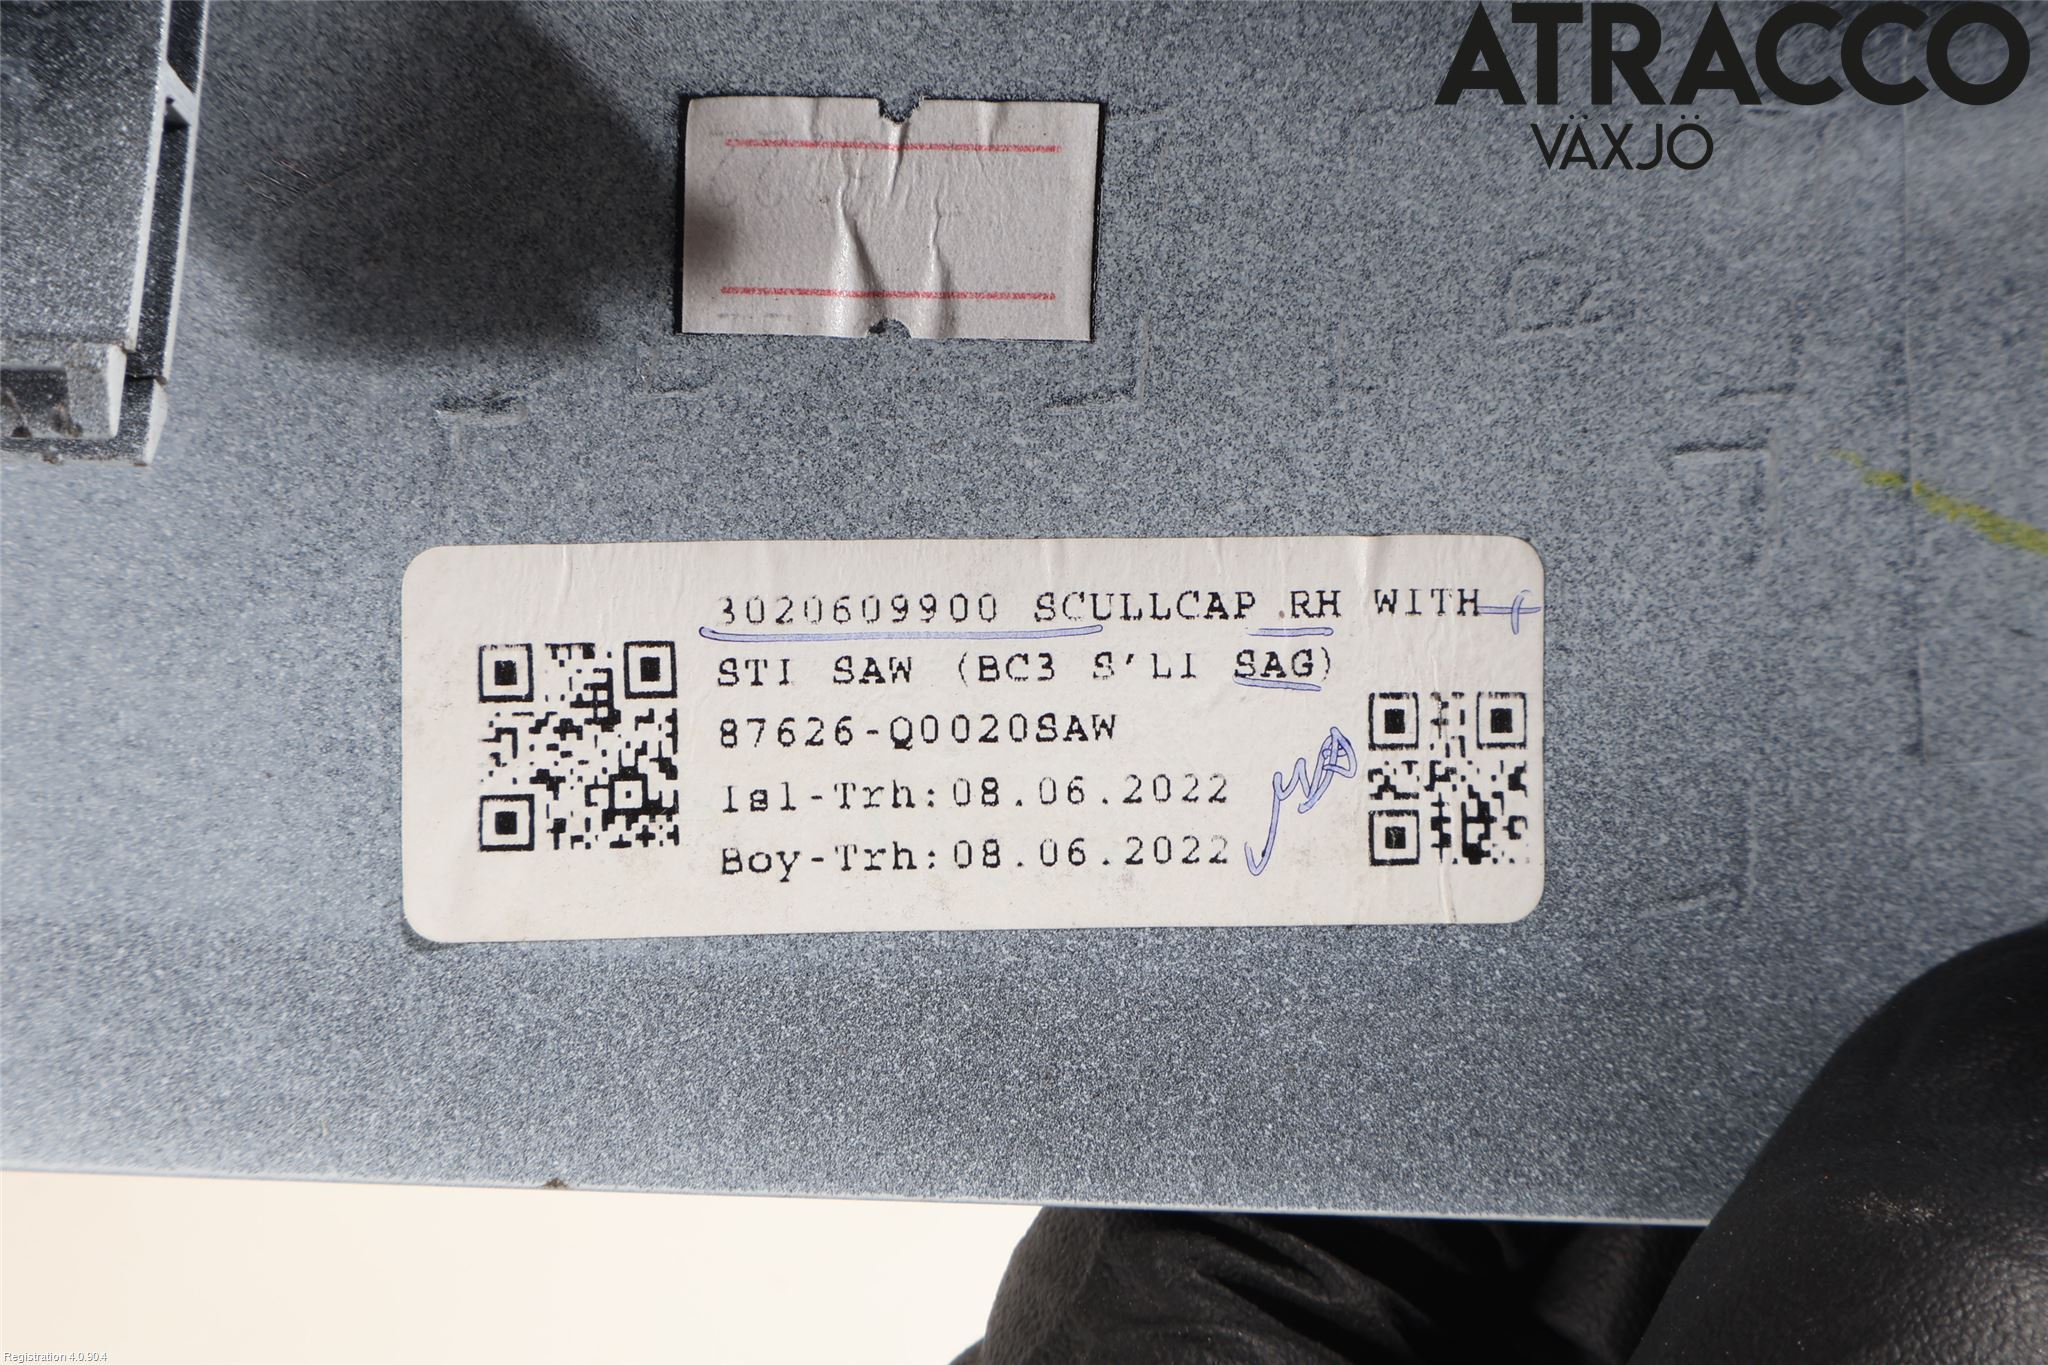 ATRACCO
VÄXJÖ
3020609900 SCULLCAP RH WITH
STI SAW (BC3 S'LI SAG)
87626-Q0020SAW
Isl-Trh:08.06.2022
Boy-Trh:08.06.2022
Registration 4.0.90.4